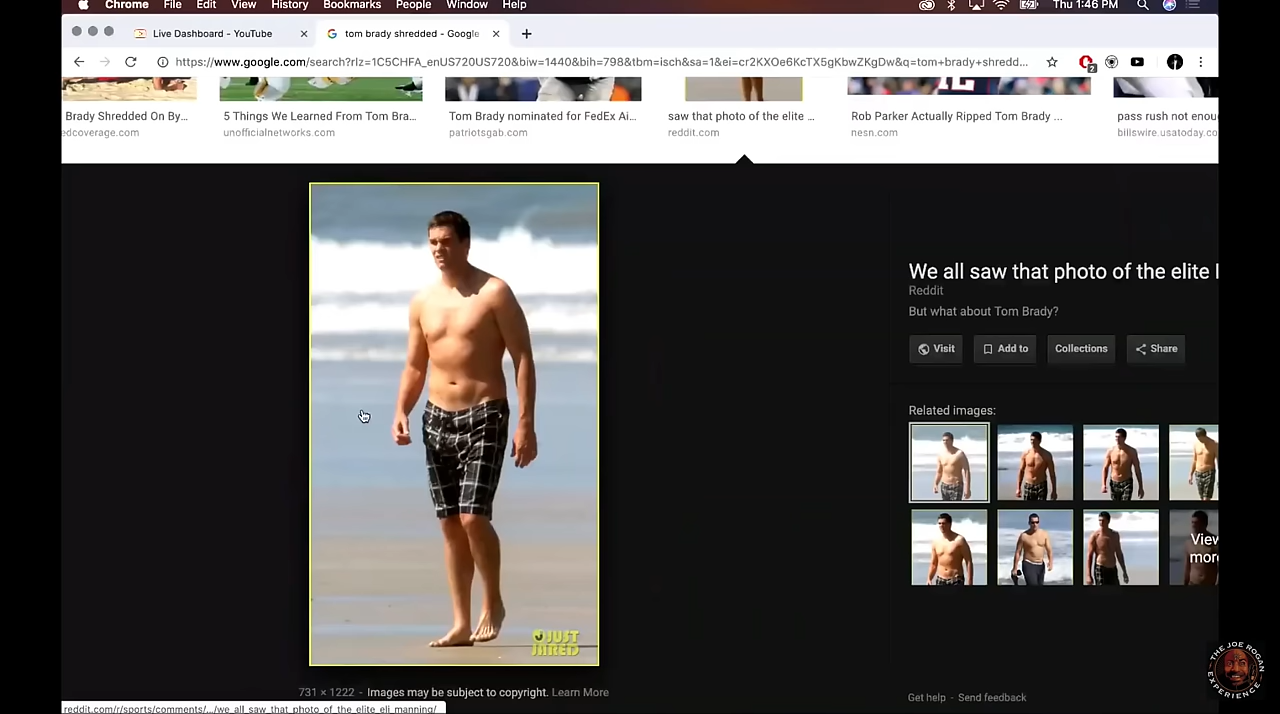 Chrome File Edit View History Bookmarks People Window Help Thu 1:46 PM
Live Dashboard - YouTube tom brady shredded - Google
https://www.google.com/search?rlz=1C5CHFA_enUS720US720&biw=1440&bih=798&tbm=isch&sa=1&ei=cr2KXOe6KcTX5gKbwZKgDw&q=tom+brady+shredd... 2
Brady Shredded On By... 5 Things We Learned From Tom Bra... Tom Brady nominated for FedEx Ai... saw that photo of the elite ... Rob Parker Actually Ripped Tom Brady ... pass rush not enou
edcoverage.com unofficialnetworks.com patriotsgab.com reddit.com nesn.com billswire.usatoday.co
We all saw that photo of the elite
Reddit
But what about Tom Brady?
Visit Add to Collections Share
Related images:
View
more
JUST
JARED
731 × 1222 - Images may be subject to copyright. Learn More
Get help - Send feedback
reddit.com/r/sports/comments/.../we_all_saw_that_photo_of_the_elite_eli_manning/
THE JOE ROGAN
EXPERIENCE